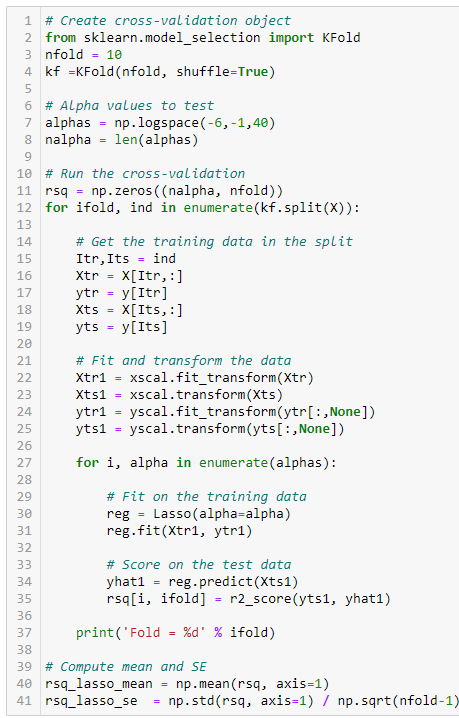 1 # Create cross-validation object
2 from sklearn.model_selection import KFold
3 nfold = 10
4 kf =KFold(nfold, shuffle=True)
5
6 # Alpha values to test
7 alphas = np.logspace(-6,-1,40)
8 nalpha = len(alphas)
9
10 # Run the cross-validation
11 rsq = np.zeros((nalpha, nfold))
12 for ifold, ind in enumerate(kf.split(X)):
13
14     # Get the training data in the split
15     Itr,Its = ind
16     Xtr = X[Itr,:]
17     ytr = y[Itr]
18     Xts = X[Its,:]
19     yts = y[Its]
20
21     # Fit and transform the data
22     Xtr1 = xscal.fit_transform(Xtr)
23     Xts1 = xscal.transform(Xts)
24     ytr1 = yscal.fit_transform(ytr[:,None])
25     yts1 = yscal.transform(yts[:,None])
26
27     for i, alpha in enumerate(alphas):
28
29         # Fit on the training data
30         reg = Lasso(alpha=alpha)
31         reg.fit(Xtr1, ytr1)
32
33         # Score on the test data
34         yhat1 = reg.predict(Xts1)
35         rsq[i, ifold] = r2_score(yts1, yhat1)
36
37     print('Fold = %d' % ifold)
38
39 # Compute mean and SE
40 rsq_lasso_mean = np.mean(rsq, axis=1)
41 rsq_lasso_se  = np.std(rsq, axis=1) / np.sqrt(nfold-1)